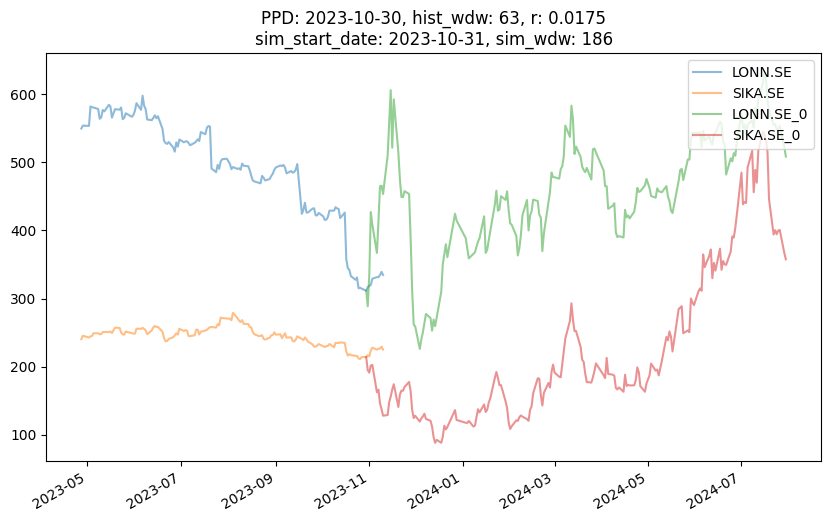 PPD: 2023-10-30, hist_wdw: 63, r: 0.0175
sim_start_date: 2023-10-31, sim_wdw: 186
LONN.SE
SIKA.SE
LONN.SE_0
SIKA.SE_0
600
500
400
300
200
100
2023-05
2023-07
2023-09
2023-11
2024-01
2024-03
2024-05
2024-07